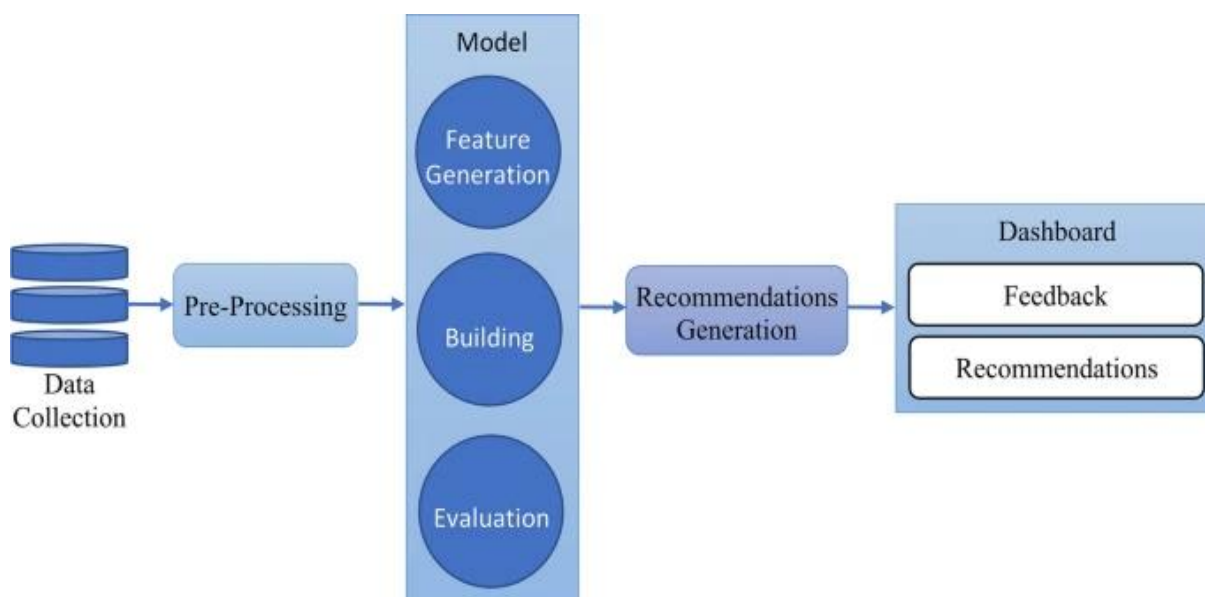 Data
Collection
Pre-Processing
Model
Feature
Generation
Building
Evaluation
Recommendations
Generation
Dashboard
Feedback
Recommendations